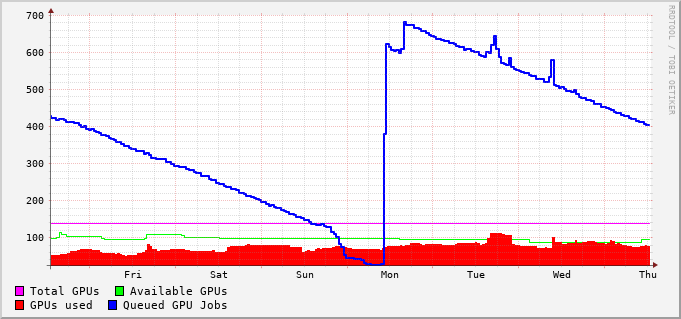 700
600
500
400
300
200
100
Fri Sat Sun Mon Tue Wed Thu
Total GPUs Available GPUs
GPUs used Queued GPU Jobs
RRDTOOL / TOBI OETIKER